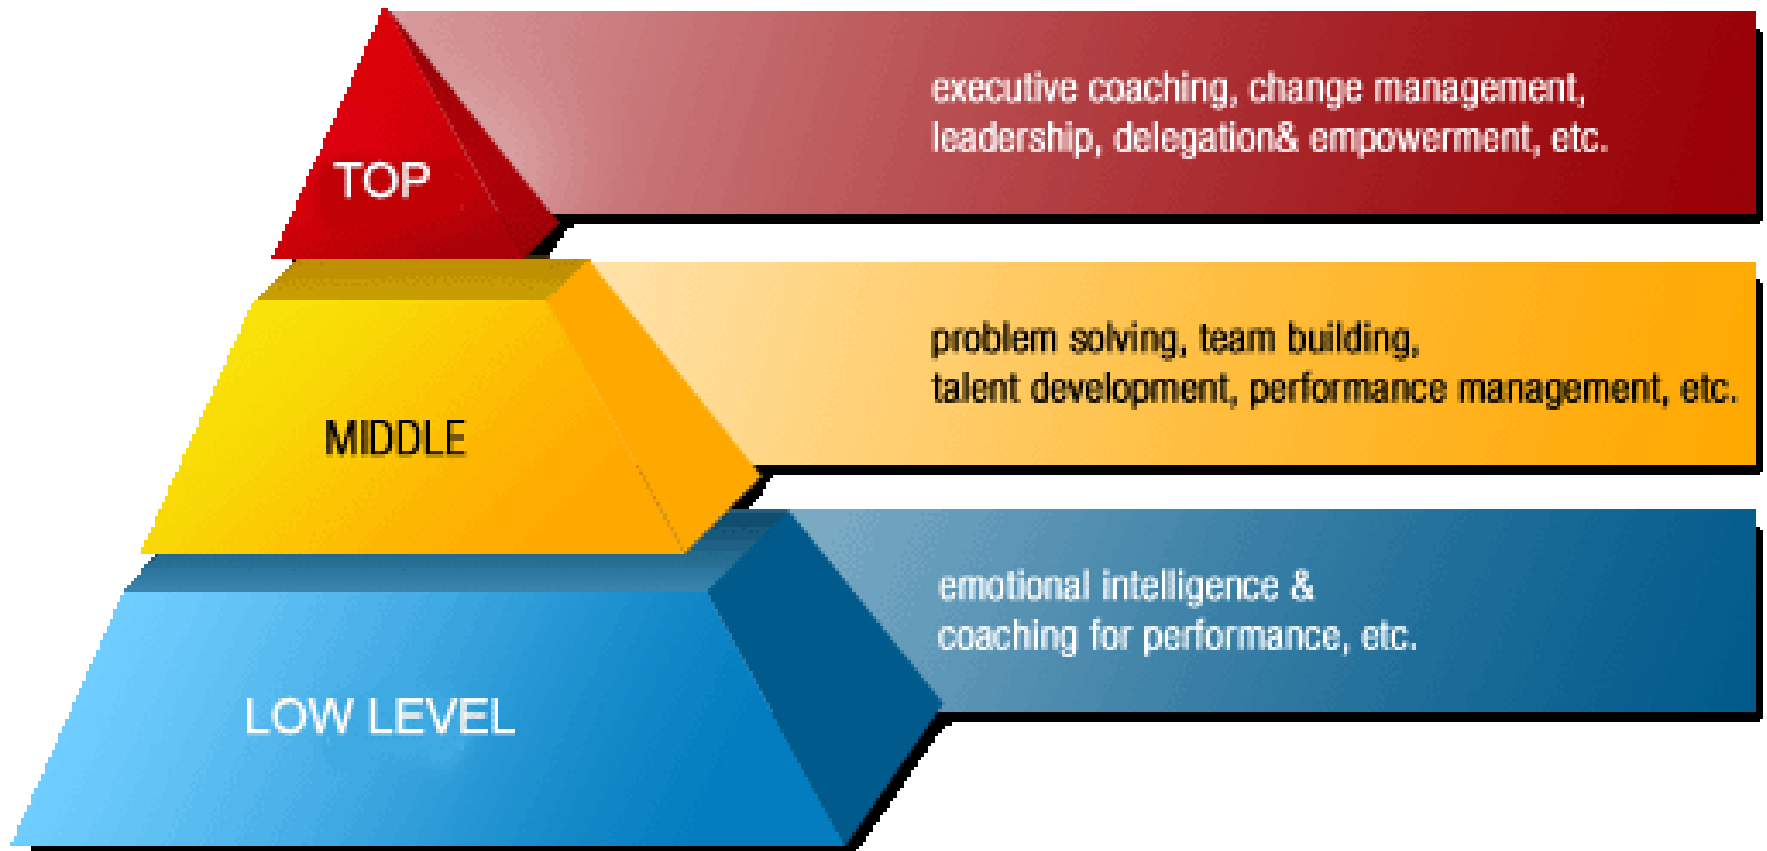 executive coaching, change management,
leadership, delegation& empowerment, etc.
TOP
problem solving, team building,
talent development, performance management, etc.
MIDDLE
emotional intelligence &
coaching for performance, etc.
LOW LEVEL